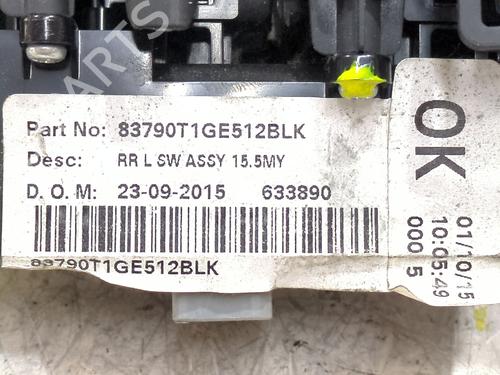 PARTS
Part No: 83790T1GE512BLK
Desc: RR L SW ASSY 15.5MY
D. O. M: 23-09-2015 633890
83790T1GE512BLK
OK
01/10/15
10:05:49
000 5